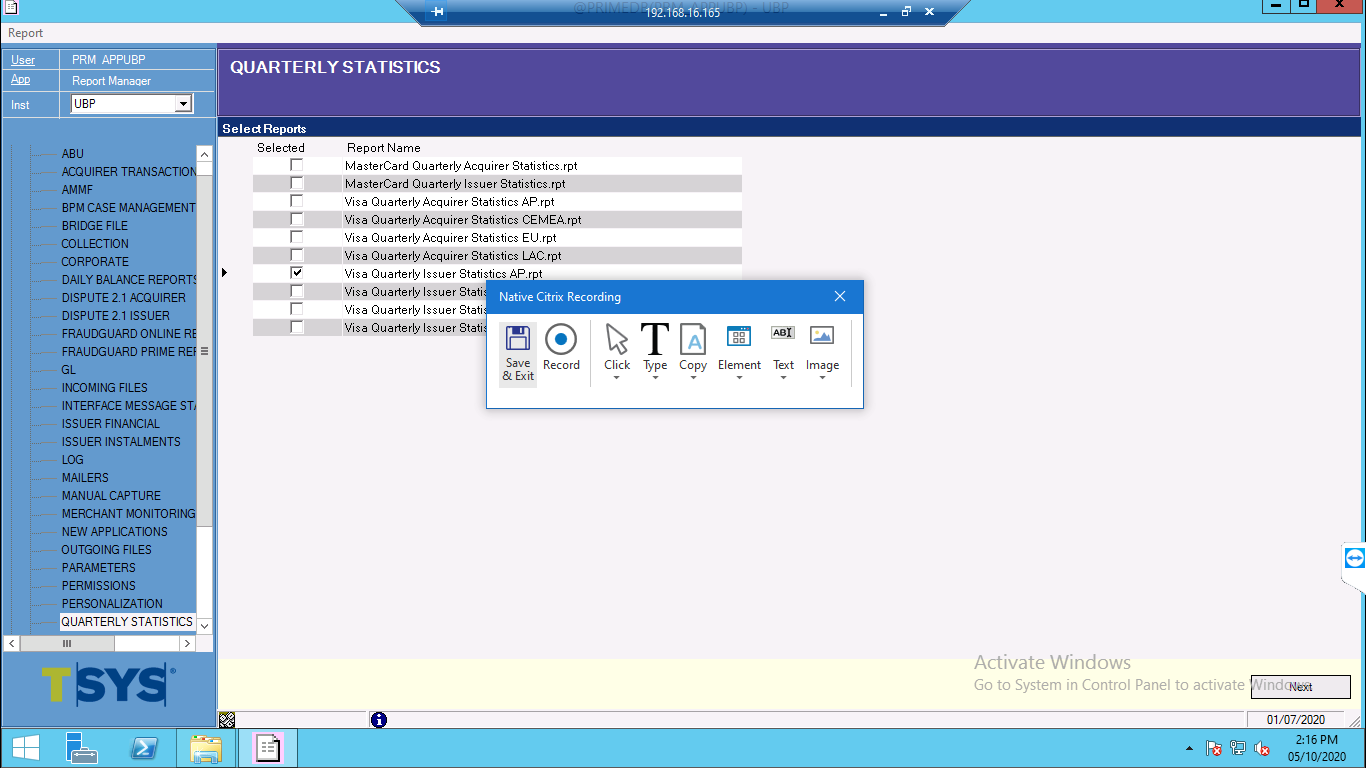 @PRIMEDP(PRM_APPUBP) - UBP
192.168.16.165
Report
User PRM APPUBP
App Report Manager
Inst UBP
QUARTERLY STATISTICS
Select Reports
Selected Report Name
MasterCard Quarterly Acquirer Statistics.rpt
MasterCard Quarterly Issuer Statistics.rpt
Visa Quarterly Acquirer Statistics AP.rpt
Visa Quarterly Acquirer Statistics CEMEA.rpt
Visa Quarterly Acquirer Statistics EU.rpt
Visa Quarterly Acquirer Statistics LAC.rpt
Visa Quarterly Issuer Statistics AP.rpt
Visa Quarterly Issuer Statis
Visa Quarterly Issuer Statis
Visa Quarterly Issuer Statis
ABU
ACQUIRER TRANSACTION
AMMF
BPM CASE MANAGEMENT
BRIDGE FILE
COLLECTION
CORPORATE
DAILY BALANCE REPORTS
DISPUTE 2.1 ACQUIRER
DISPUTE 2.1 ISSUER
FRAUDGUARD ONLINE RE
FRAUDGUARD PRIME REF
GL
INCOMING FILES
INTERFACE MESSAGE STA
ISSUER FINANCIAL
ISSUER INSTALMENTS
LOG
MAILERS
MANUAL CAPTURE
MERCHANT MONITORING
NEW APPLICATIONS
OUTGOING FILES
PARAMETERS
PERMISSIONS
PERSONALIZATION
QUARTERLY STATISTICS
Native Citrix Recording
Save & Exit
Record
Click
Type
Copy
Element
Text
Image
TSYS
Activate Windows
Go to System in Control Panel to activate Windows.
Next
01/07/2020
2:16 PM
05/10/2020